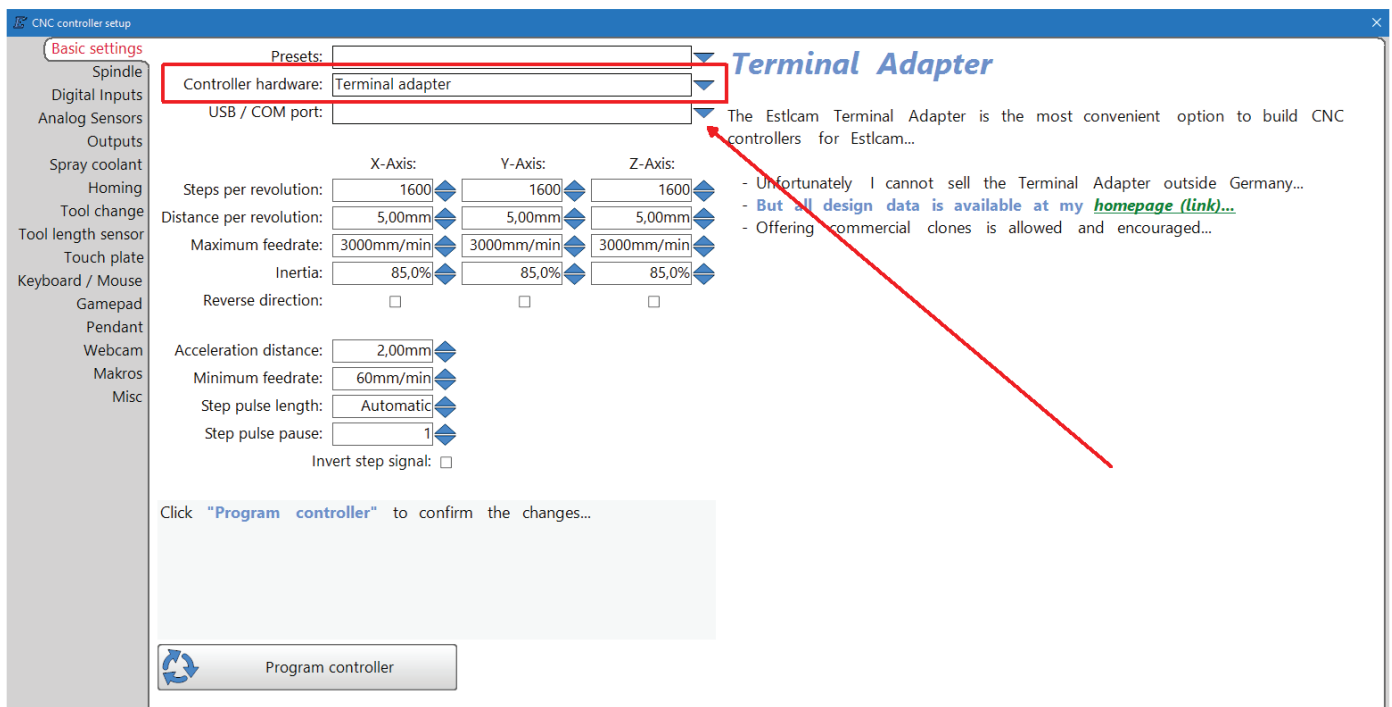 CNC controller setup
Basic settings
Spindle
Digital Inputs
Analog Sensors
Outputs
Spray coolant
Homing
Tool change
Tool length sensor
Touch plate
Keyboard / Mouse
Gamepad
Pendant
Webcam
Makros
Misc
Presets:
Controller hardware: Terminal adapter
USB / COM port:
X-Axis: Y-Axis: Z-Axis:
Steps per revolution: 1600 1600 1600
Distance per revolution: 5,00mm 5,00mm 5,00mm
Maximum feedrate: 3000mm/min 3000mm/min 3000mm/min
Inertia: 85,0% 85,0% 85,0%
Reverse direction:
Acceleration distance: 2,00mm
Minimum feedrate: 60mm/min
Step pulse length: Automatic
Step pulse pause: 1
Invert step signal:
Click "Program controller" to confirm the changes...
Program controller
Terminal Adapter
The Estlcam Terminal Adapter is the most convenient option to build CNC
controllers for Estlcam...
- Unfortunately I cannot sell the Terminal Adapter outside Germany...
- But all design data is available at my homepage (link)...
- Offering commercial clones is allowed and encouraged...